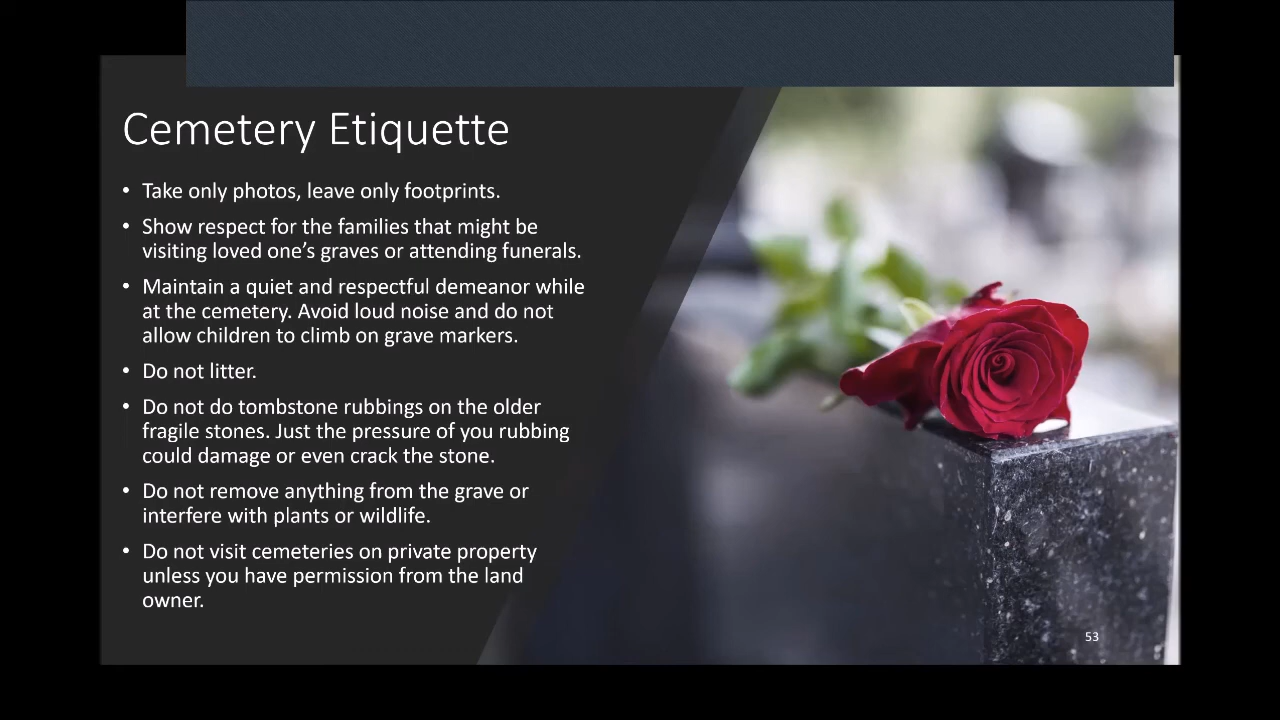 Cemetery Etiquette
• Take only photos, leave only footprints.
• Show respect for the families that might be
visiting loved one’s graves or attending funerals.
• Maintain a quiet and respectful demeanor while
at the cemetery. Avoid loud noise and do not
allow children to climb on grave markers.
• Do not litter.
• Do not do tombstone rubbings on the older
fragile stones. Just the pressure of you rubbing
could damage or even crack the stone.
• Do not remove anything from the grave or
interfere with plants or wildlife.
• Do not visit cemeteries on private property
unless you have permission from the land
owner.
53